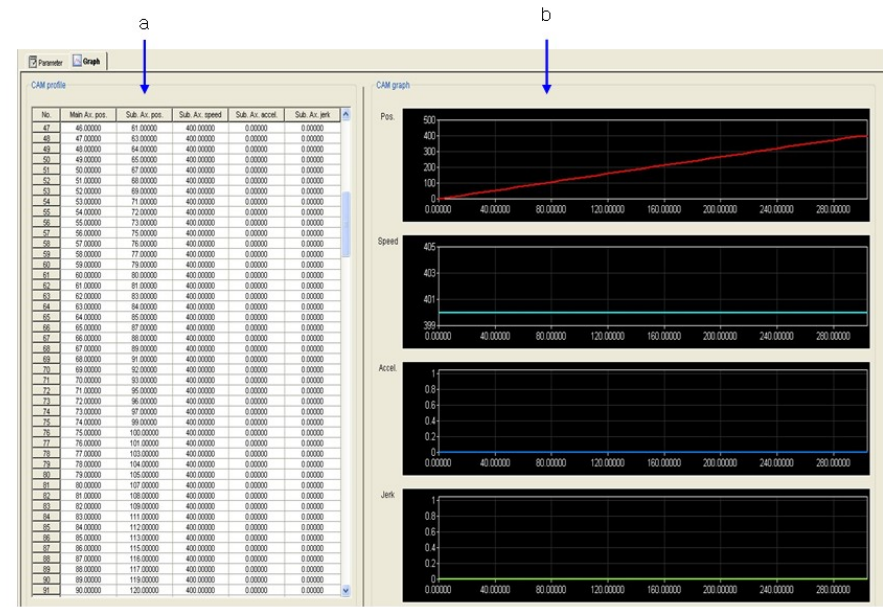 a
b
Parameter Graph
CAM profile
CAM graph
No. Main Ax. pos. Sub. Ax. pos. Sub. Ax. speed Sub. Ax. accel. Sub. Ax. jerk
47 46.00000 61.00000 400.00000 0.00000 0.00000
48 47.00000 63.00000 400.00000 0.00000 0.00000
49 48.00000 64.00000 400.00000 0.00000 0.00000
50 49.00000 65.00000 400.00000 0.00000 0.00000
51 50.00000 67.00000 400.00000 0.00000 0.00000
52 51.00000 68.00000 400.00000 0.00000 0.00000
53 52.00000 69.00000 400.00000 0.00000 0.00000
54 53.00000 71.00000 400.00000 0.00000 0.00000
55 54.00000 72.00000 400.00000 0.00000 0.00000
56 55.00000 73.00000 400.00000 0.00000 0.00000
57 56.00000 75.00000 400.00000 0.00000 0.00000
58 57.00000 76.00000 400.00000 0.00000 0.00000
59 58.00000 77.00000 400.00000 0.00000 0.00000
60 59.00000 79.00000 400.00000 0.00000 0.00000
61 60.00000 80.00000 400.00000 0.00000 0.00000
62 61.00000 81.00000 400.00000 0.00000 0.00000
63 62.00000 83.00000 400.00000 0.00000 0.00000
64 63.00000 84.00000 400.00000 0.00000 0.00000
65 64.00000 85.00000 400.00000 0.00000 0.00000
66 65.00000 87.00000 400.00000 0.00000 0.00000
67 66.00000 88.00000 400.00000 0.00000 0.00000
68 67.00000 89.00000 400.00000 0.00000 0.00000
69 68.00000 91.00000 400.00000 0.00000 0.00000
70 69.00000 92.00000 400.00000 0.00000 0.00000
71 70.00000 93.00000 400.00000 0.00000 0.00000
72 71.00000 95.00000 400.00000 0.00000 0.00000
73 72.00000 96.00000 400.00000 0.00000 0.00000
74 73.00000 97.00000 400.00000 0.00000 0.00000
75 74.00000 99.00000 400.00000 0.00000 0.00000
76 75.00000 100.00000 400.00000 0.00000 0.00000
77 76.00000 101.00000 400.00000 0.00000 0.00000
78 77.00000 103.00000 400.00000 0.00000 0.00000
79 78.00000 104.00000 400.00000 0.00000 0.00000
80 79.00000 105.00000 400.00000 0.00000 0.00000
81 80.00000 107.00000 400.00000 0.00000 0.00000
82 81.00000 108.00000 400.00000 0.00000 0.00000
83 82.00000 109.00000 400.00000 0.00000 0.00000
84 83.00000 111.00000 400.00000 0.00000 0.00000
85 84.00000 112.00000 400.00000 0.00000 0.00000
86 85.00000 113.00000 400.00000 0.00000 0.00000
87 86.00000 115.00000 400.00000 0.00000 0.00000
88 87.00000 116.00000 400.00000 0.00000 0.00000
89 88.00000 117.00000 400.00000 0.00000 0.00000
90 89.00000 119.00000 400.00000 0.00000 0.00000
91 90.00000 120.00000 400.00000 0.00000 0.00000
Pos.
500
400
300
200
100
0
0.00000 40.00000 80.00000 120.00000 160.00000 200.00000 240.00000 280.00000
Speed
405
403
401
399
0.00000 40.00000 80.00000 120.00000 160.00000 200.00000 240.00000 280.00000
Accel.
1
0.8
0.6
0.4
0.2
0
0.00000 40.00000 80.00000 120.00000 160.00000 200.00000 240.00000 280.00000
Jerk
1
0.8
0.6
0.4
0.2
0
0.00000 40.00000 80.00000 120.00000 160.00000 200.00000 240.00000 280.00000